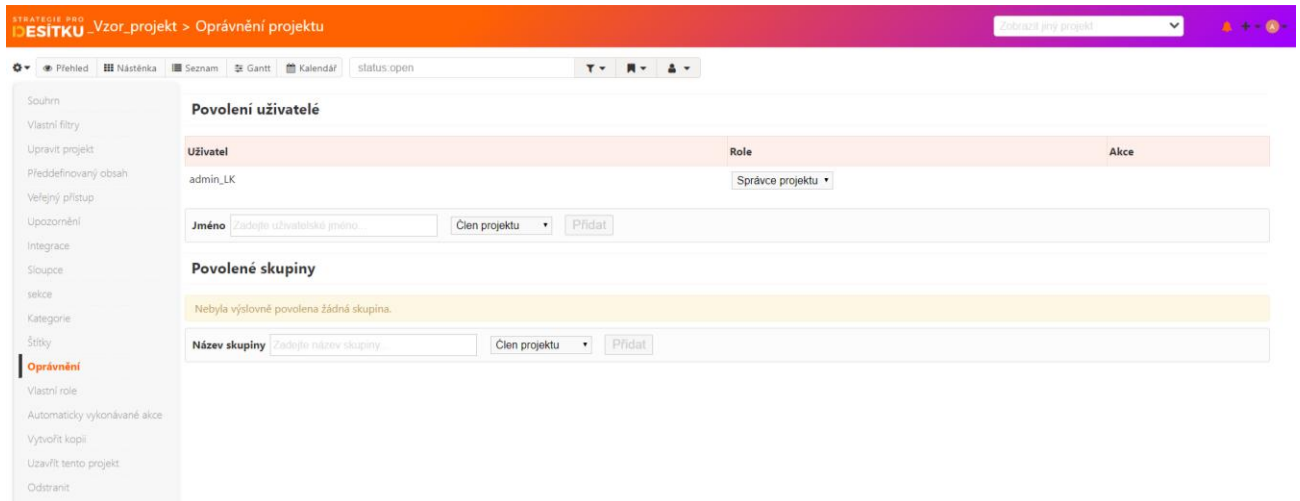 STRATEGIE PRO
DESÍTKU
_Vzor_projekt > Oprávnění projektu
Zobrazit jiný projekt
A
Přehled
Nástěnka
Seznam
Gantt
Kalendář
status:open
Souhrn
Vlastní filtry
Upravit projekt
Předdefinovaný obsah
Veřejný přístup
Upozornění
Integrace
Sloupce
sekce
Kategorie
Štítky
Oprávnění
Vlastní role
Automaticky vykonávané akce
Vytvořit kopii
Uzavřít tento projekt
Odstranit
Povolení uživatelé
Uživatel Role Akce
admin_LK Správce projektu
Jméno Zadejte uživatelské jméno... Člen projektu Přidat
Povolené skupiny
Nebyla výslovně povolena žádná skupina.
Název skupiny Zadejte název skupiny... Člen projektu Přidat